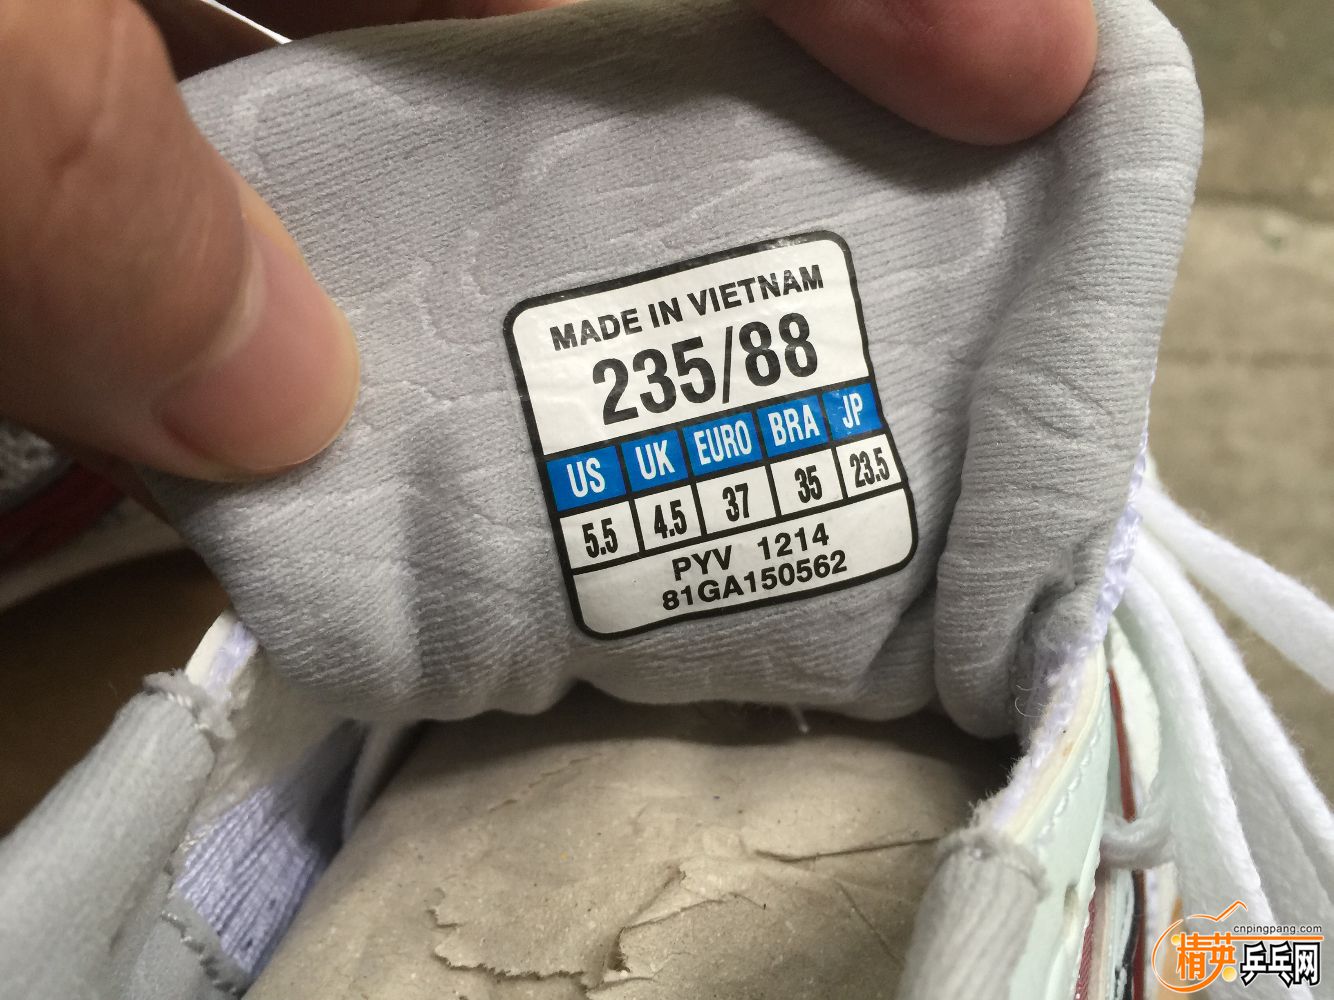 MADE IN VIETNAM
235/88
US UK EURO BRA JP
5.5 4.5 37 35 23.5
PYV 1214
81GA150562
cnpingpang.com
精英乒乓网